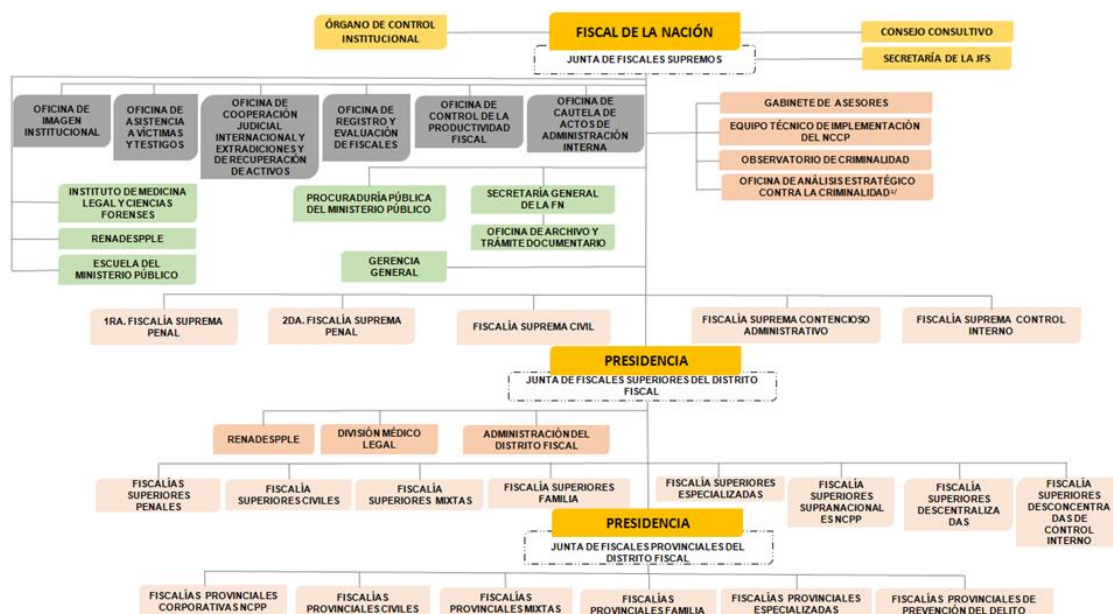 ÓRGANO DE CONTROL
INSTITUCIONAL
FISCAL DE LA NACIÓN
JUNTA DE FISCALES SUPREMOS
CONSEJO CONSULTIVO
SECRETARÍA DE LA JFS
OFICINA DE
IMAGEN
INSTITUCIONAL
OFICINA DE
ASISTENCIA
A VÍCTIMAS
Y TESTIGOS
OFICINA DE
COOPERACIÓN
JUDICIAL
INTERNACIONAL Y
EXTRADICIONES Y
DE RECUPERACIÓN
DE ACTIVOS
OFICINA DE
REGISTRO Y
EVALUACIÓN
DE FISCALES
OFICINA DE
CONTROL DE LA
PRODUCTIVIDAD
FISCAL
OFICINA DE
CAUTELA DE
ACTOS DE
ADMINISTRACIÓN
INTERNA
GABINETE DE ASESORES
EQUIPO TÉCNICO DE IMPLEMENTACIÓN
DEL NCCP
OBSERVATORIO DE CRIMINALIDAD
OFICINA DE ANÁLISIS ESTRATÉGICO
CONTRA LA CRIMINALIDAD1/
INSTITUTO DE MEDICINA
LEGAL Y CIENCIAS
FORENSES
RENADESPPLE
ESCUELA DEL
MINISTERIO PÚBLICO
PROCURADURÍA PÚBLICA
DEL MINISTERIO PÚBLICO
SECRETARÍA GENERAL
DE LA FN
OFICINA DE ARCHIVO Y
TRÁMITE DOCUMENTARIO
GERENCIA
GENERAL
1RA. FISCALÍA SUPREMA
PENAL
2DA. FISCALÍA SUPREMA
PENAL
FISCALÍA SUPREMA CIVIL
FISCALÍA SUPREMA CONTENCIOSO
ADMINISTRATIVO
FISCALÍA SUPREMA CONTROL
INTERNO
PRESIDENCIA
JUNTA DE FISCALES SUPERIORES DEL DISTRITO
FISCAL
RENADESPPLE
DIVISIÓN MÉDICO
LEGAL
ADMINISTRACIÓN DEL
DISTRITO FISCAL
FISCALÍAS
SUPERIORES
PENALES
FISCALÍA
SUPERIORES CIVILES
FISCALÍA
SUPERIORES MIXTAS
FISCALÍA SUPERIORES
FAMILIA
FISCALÍA SUPERIORES
ESPECIALIZADAS
FISCALÍA
SUPERIORES
SUPRANACIONAL
ES NCPP
FISCALÍA
SUPERIORES
DESCENTRALIZA
DAS
FISCALÍA
SUPERIORES
DESCONCENTRA
DAS DE CONTROL
INTERNO
PRESIDENCIA
JUNTA DE FISCALES PROVINCIALES DEL
DISTRITO FISCAL
FISCALÍAS PROVINCIALES
CORPORATIVAS NCPP
FISCALÍAS
PROVINCIALES CIVILES
FISCALÍAS
PROVINCIALES MIXTAS
FISCALÍAS
PROVINCIALES FAMILIA
FISCALÍAS PROVINCIALES
ESPECIALIZADAS
FISCALÍAS PROVINCIALES DE
PREVENCIÓN DEL DELITO